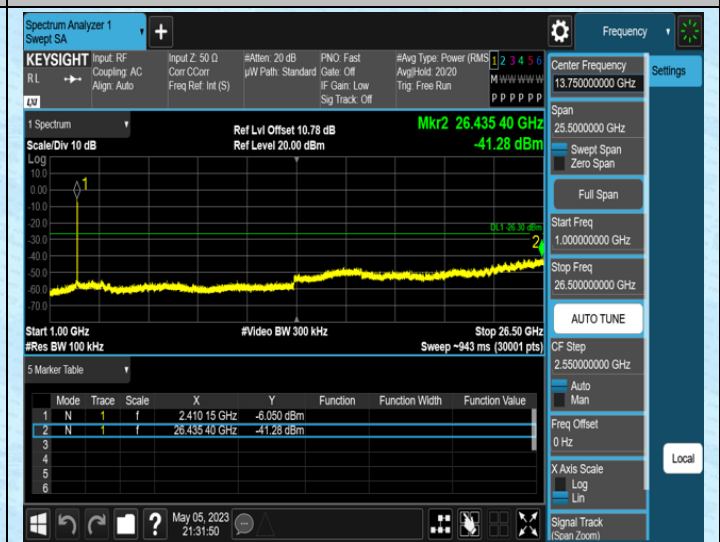 Spectrum Analyzer 1
Swept SA
+
Frequency
KEYSIGHT Input: RF Input Z: 50 Ω #Atten: 20 dB PNO: Fast #Avg Type: Power (RMS 1 2 3 4 5 6
RL Coupling: AC Corr CCorr µW Path: Standard Gate: Off Avg|Hold: 20/20 M W W W W W
Align: Auto Freq Ref: Int (S) IF Gain: Low Trig: Free Run
Sig Track: Off P P P P P P
LXI
Center Frequency
13.750000000 GHz
Settings
1 Spectrum
Ref Lvl Offset 10.78 dB
Mkr2 26.435 40 GHz
Scale/Div 10 dB
Ref Level 20.00 dBm
-41.28 dBm
Span
25.5000000 GHz
Swept Span
Zero Span
Log
10.0
0.00
-10.0
-20.0
-30.0
-40.0
-50.0
-60.0
-70.0
1
DL1 -26.30 dBm
2
Full Span
Start Freq
1.000000000 GHz
Stop Freq
26.500000000 GHz
AUTO TUNE
Start 1.00 GHz #Video BW 300 kHz Stop 26.50 GHz
#Res BW 100 kHz Sweep ~943 ms (30001 pts)
CF Step
2.550000000 GHz
Auto
Man
5 Marker Table
Mode Trace Scale X Y Function Function Width Function Value
1 N 1 f 2.410 15 GHz -6.050 dBm
2 N 1 f 26.435 40 GHz -41.28 dBm
3
4
5
6
Freq Offset
0 Hz
X Axis Scale
Log
Lin
Local
Signal Track
(Span Zoom)
?
May 05, 2023
21:31:50